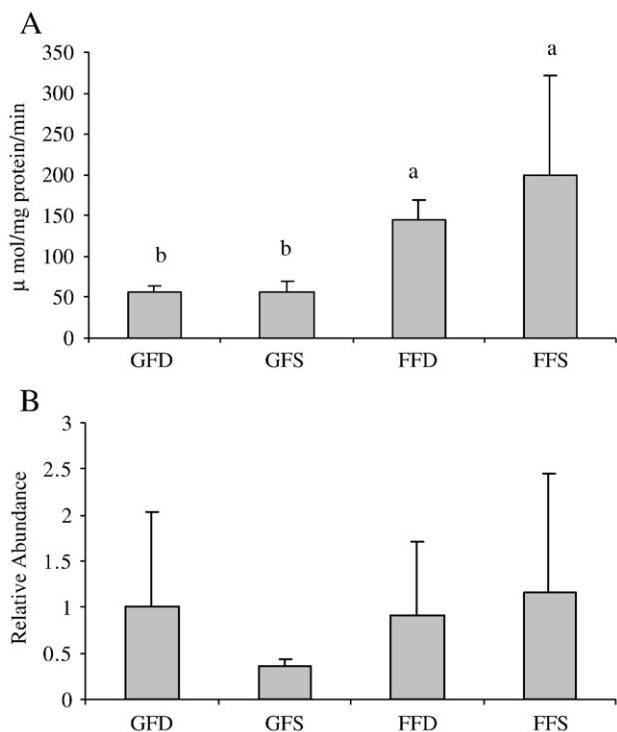 A
μ mol/mg protein/min
350
300
250
200
150
100
50
0
a
a
b
b
GFD GFS FFD FFS
B
Relative Abundance
3
2.5
2
1.5
1
0.5
0
GFD GFS FFD FFS